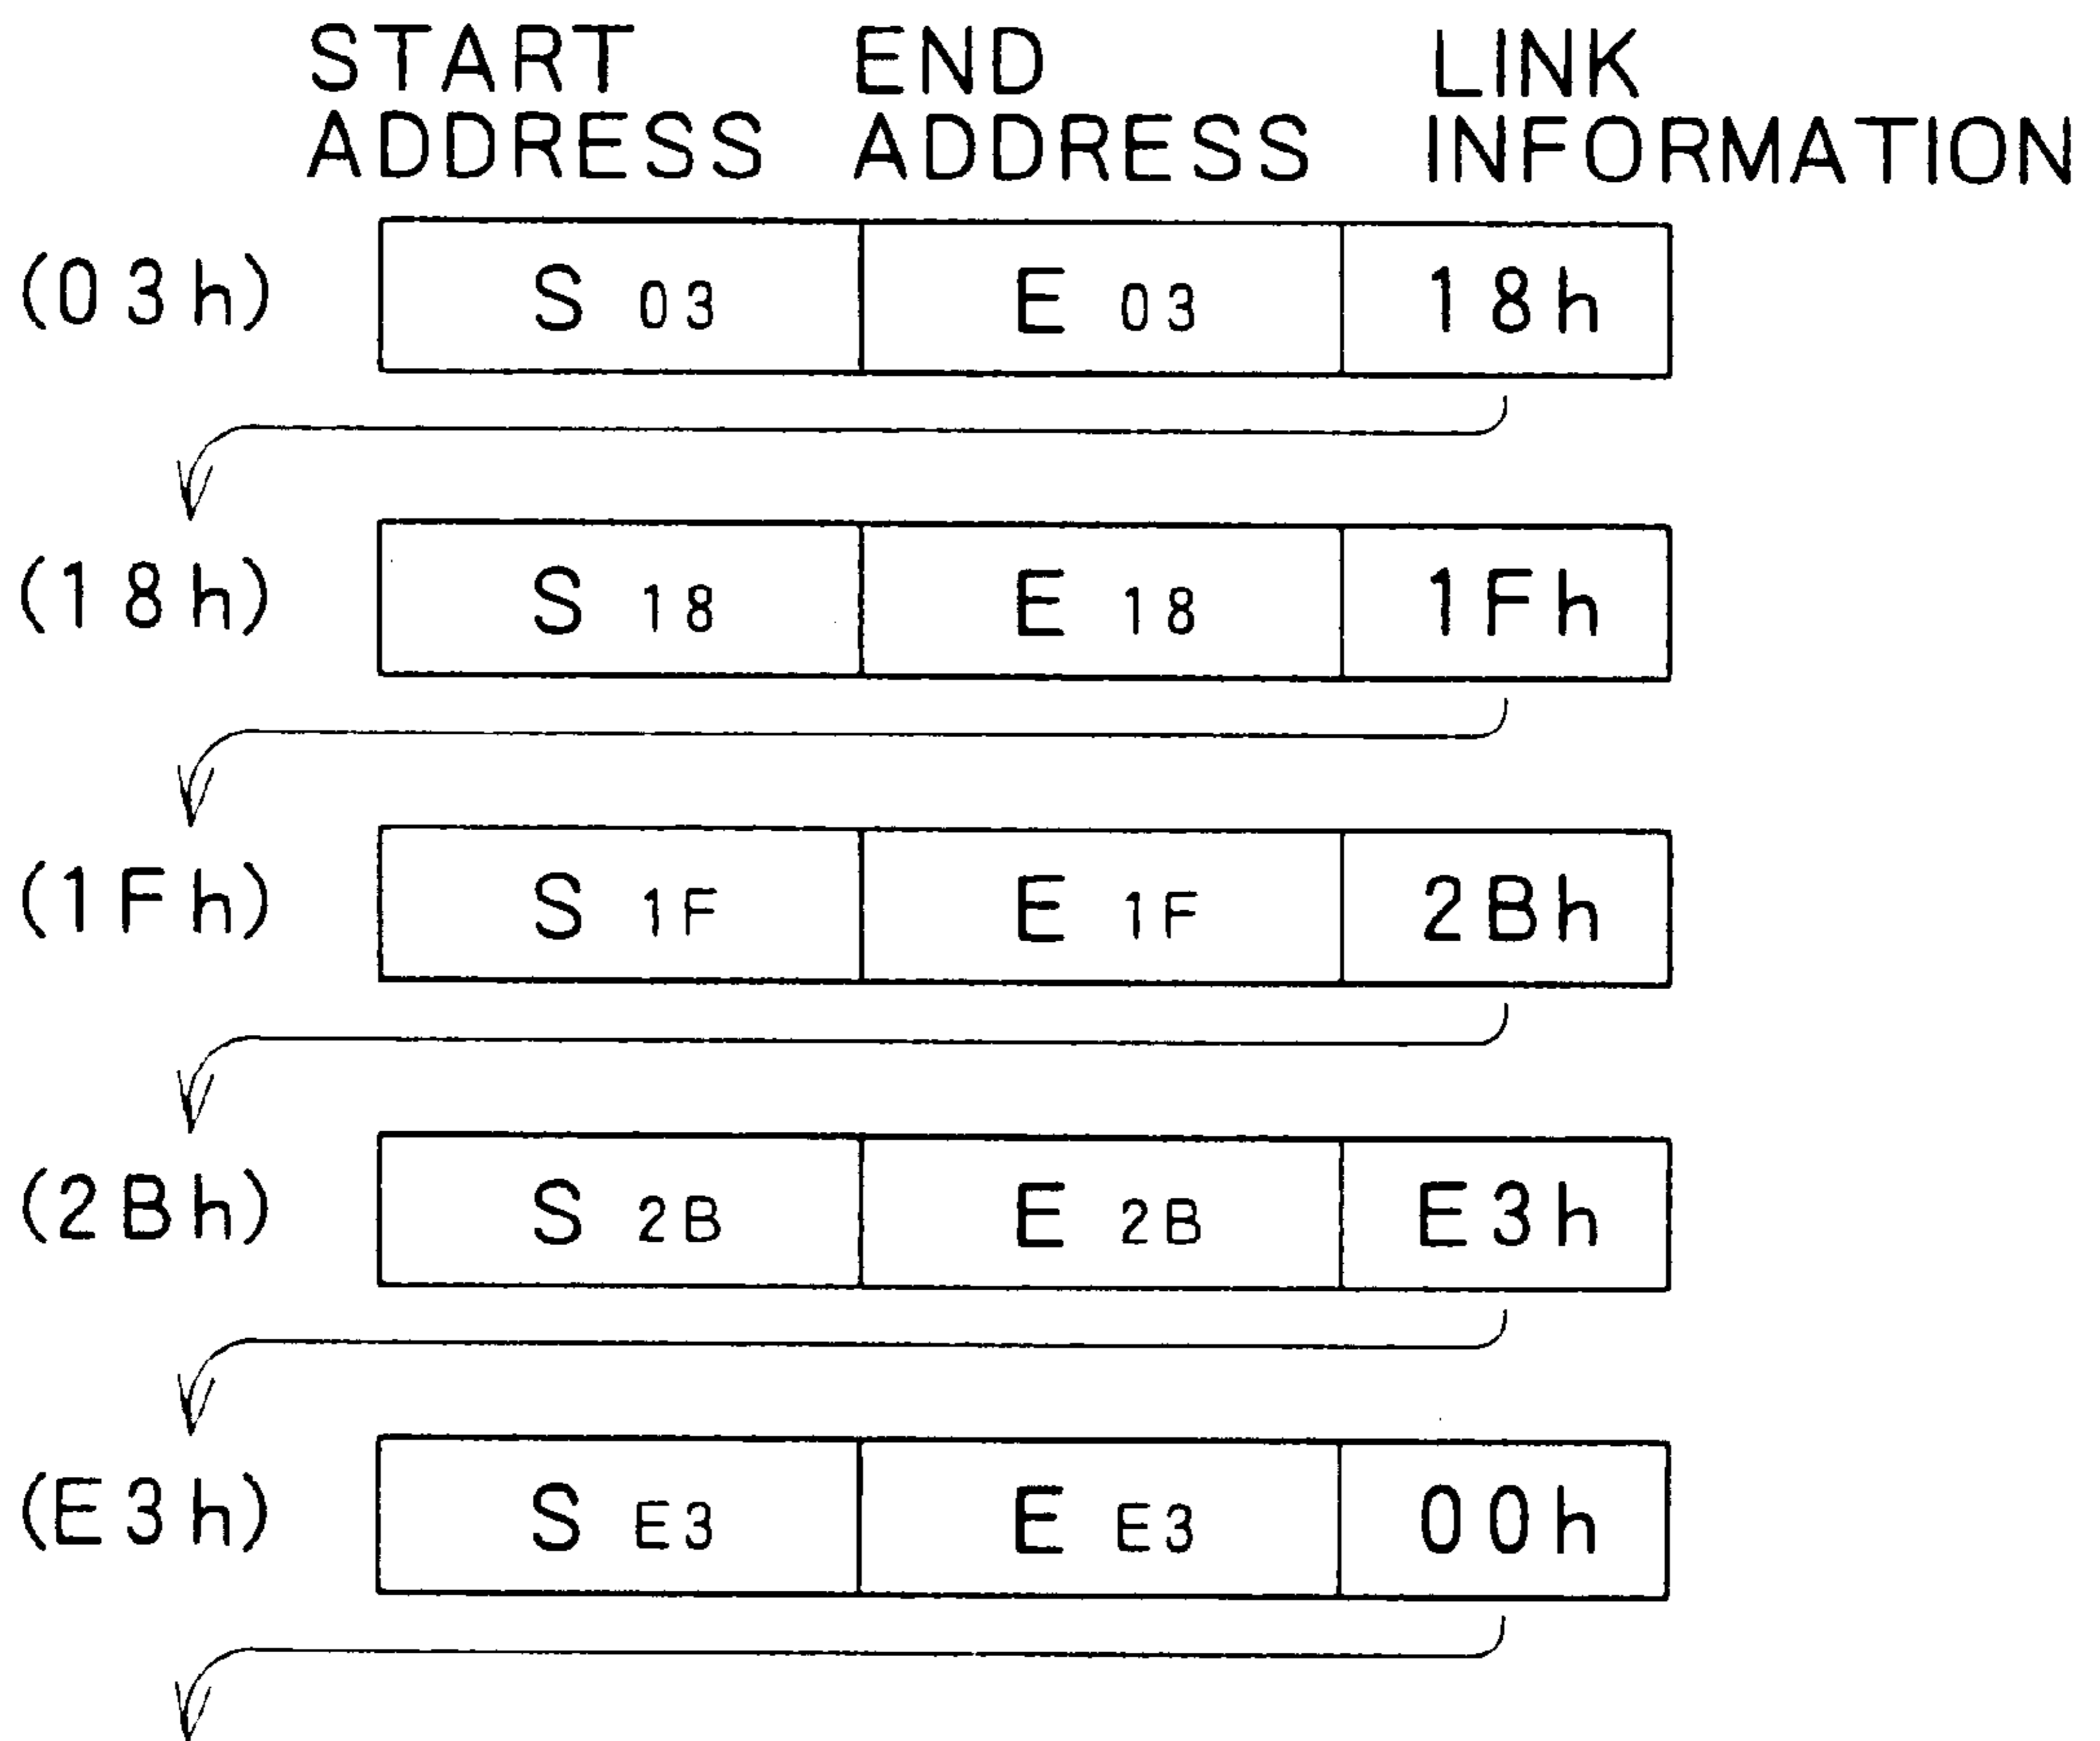 START END LINK
ADDRESS ADDRESS INFORMATION
(03h) S 03 E 03 18h
(18h) S 18 E 18 1Fh
(1Fh) S 1F E 1F 2Bh
(2Bh) S 2B E 2B E3h
(E3h) S E3 E E3 00h